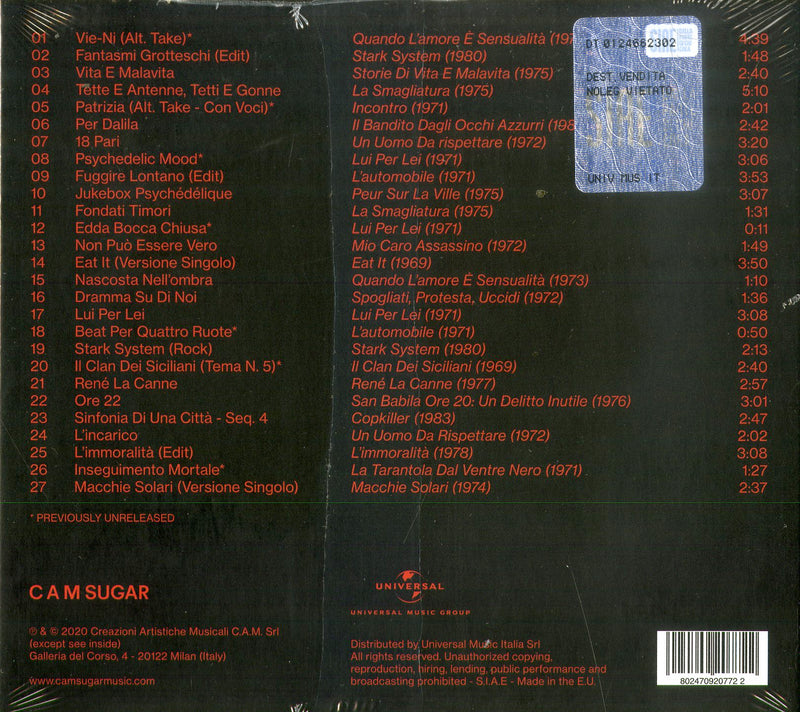 01 Vie-Ni (Alt. Take)* Quando L'amore È Sensualità (197 4:39
02 Fantasmi Grotteschi (Edit) Stark System (1980) 1:48
03 Vita E Malavita Storie Di Vita E Malavita (1975) 2:40
04 Tette E Antenne, Tetti E Gonne La Smagliatura (1975) 5:10
05 Patrizia (Alt. Take - Con Voci)* Incontro (1971) 2:01
06 Per Dalila Il Bandito Dagli Occhi Azzurri (198 2:42
07 18 Pari Un Uomo Da rispettare (1972) 3:20
08 Psychedelic Mood* Lui Per Lei (1971) 3:06
09 Fuggire Lontano (Edit) L'automobile (1971) 3:53
10 Jukebox Psychédélique Peur Sur La Ville (1975) 3:07
11 Fondati Timori La Smagliatura (1975) 1:31
12 Edda Bocca Chiusa* Lui Per Lei (1971) 0:11
13 Non Può Essere Vero Mio Caro Assassino (1972) 1:49
14 Eat It (Versione Singolo) Eat It (1969) 3:50
15 Nascosta Nell'ombra Quando L'amore È Sensualità (1973) 1:10
16 Dramma Su Di Noi Spogliati, Protesta, Uccidi (1972) 1:36
17 Lui Per Lei Lui Per Lei (1971) 3:08
18 Beat Per Quattro Ruote* L'automobile (1971) 0:50
19 Stark System (Rock) Stark System (1980) 2:13
20 Il Clan Dei Siciliani (Tema N. 5)* Il Clan Dei Siciliani (1969) 2:40
21 René La Canne René La Canne (1977) 2:57
22 Ore 22 San Babila Ore 20: Un Delitto Inutile (1976) 3:01
23 Sinfonia Di Una Città - Seq. 4 Copkiller (1983) 2:47
24 L'incarico Un Uomo Da Rispettare (1972) 2:02
25 L'immoralità (Edit) L'immoralità (1978) 3:08
26 Inseguimento Mortale* La Tarantola Dal Ventre Nero (1971) 1:27
27 Macchie Solari (Versione Singolo) Macchie Solari (1974) 2:37
* PREVIOUSLY UNRELEASED
DT 0124662302
DEST.VENDITA
NOLEG.VIETATO
UNIV MUS IT
CAM SUGAR
℗ & © 2020 Creazioni Artistiche Musicali C.A.M. Srl
(except see inside)
Galleria del Corso, 4 - 20122 Milan (Italy)
www.camsugarmusic.com
UNIVERSAL
UNIVERSAL MUSIC GROUP
Distributed by Universal Music Italia Srl
All rights reserved. Unauthorized copying,
reproduction, hiring, lending, public performance and
broadcasting prohibited - S.I.A.E - Made in the E.U.
802470920772 2